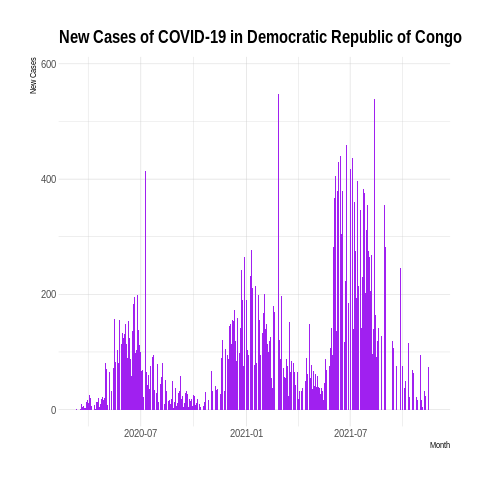 New Cases of COVID-19 in Democratic Republic of Congo
New Cases
600
400
200
0
2020-07
2021-01
2021-07
Month